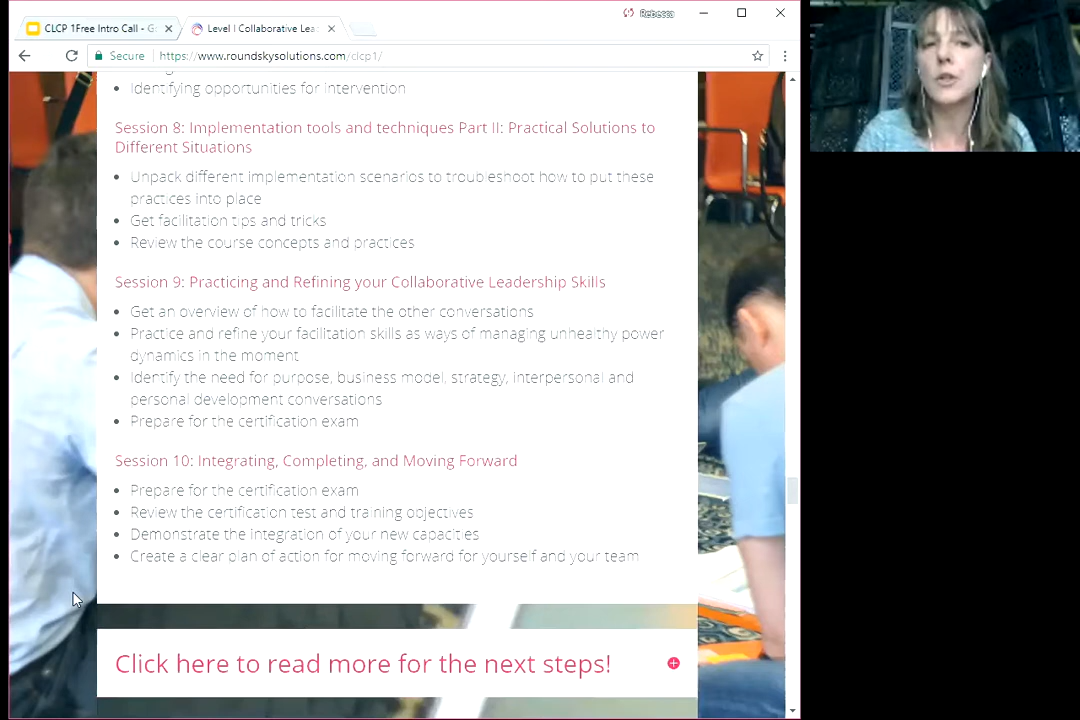 Rebecca
CLCP 1Free Intro Call - G
Level I Collaborative Lea
Secure https://www.roundskysolutions.com/clcp1/
Identifying opportunities for intervention
Session 8: Implementation tools and techniques Part II: Practical Solutions to
Different Situations
Unpack different implementation scenarios to troubleshoot how to put these
practices into place
Get facilitation tips and tricks
Review the course concepts and practices
Session 9: Practicing and Refining your Collaborative Leadership Skills
Get an overview of how to facilitate the other conversations
Practice and refine your facilitation skills as ways of managing unhealthy power
dynamics in the moment
Identify the need for purpose, business model, strategy, interpersonal and
personal development conversations
Prepare for the certification exam
Session 10: Integrating, Completing, and Moving Forward
Prepare for the certification exam
Review the certification test and training objectives
Demonstrate the integration of your new capacities
Create a clear plan of action for moving forward for yourself and your team
Click here to read more for the next steps!